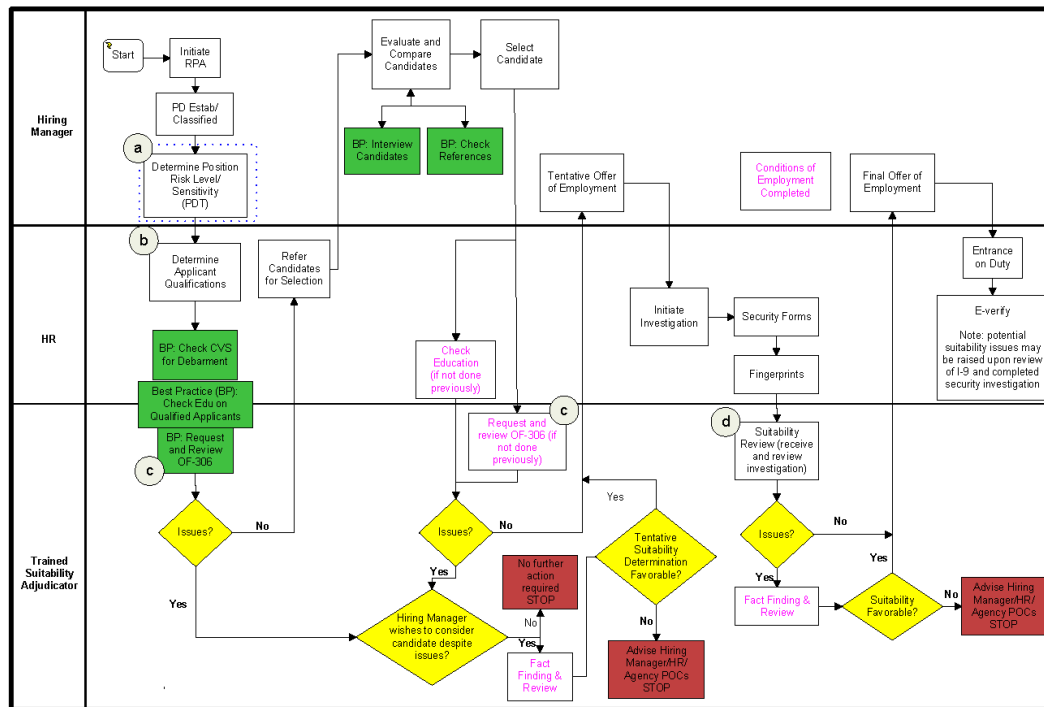 Hiring
Manager
Start
Initiate
RPA
PD Estab/
Classified
a
Determine Position
Risk Level/
Sensitivity
(PDT)
Evaluate and
Compare
Candidates
Select
Candidate
BP: Interview
Candidates
BP: Check
References
Tentative Offer
of Employment
Conditions of
Employment
Completed
Final Offer of
Employment
HR
b
Determine
Applicant
Qualifications
Refer
Candidates
for Selection
BP: Check CVS
for Debarment
Best Practice (BP):
Check Edu on
Qualified Applicants
Check
Education
(if not done
previously)
Initiate
Investigation
Security Forms
Fingerprints
Entrance
on Duty
E-verify
Note: potential
suitability issues may
be raised upon review
of I-9 and completed
security investigation
Trained
Suitability
Adjudicator
BP: Request
and Review
OF-306
c
Issues?
No
Yes
c
Request and
review OF-306 (if
not done
previously)
Issues?
No
Yes
Hiring Manager
wishes to consider
candidate despite
issues?
No further
action
required
STOP
No
Yes
Fact
Finding &
Review
Yes
Tentative
Suitability
Determination
Favorable?
No
Advise Hiring
Manager/HR/
Agency POCs
STOP
d
Suitability
Review (receive
and review
investigation)
Issues?
No
Yes
Fact Finding &
Review
Yes
Suitability
Favorable?
No
Advise Hiring
Manager/HR/
Agency POCs
STOP